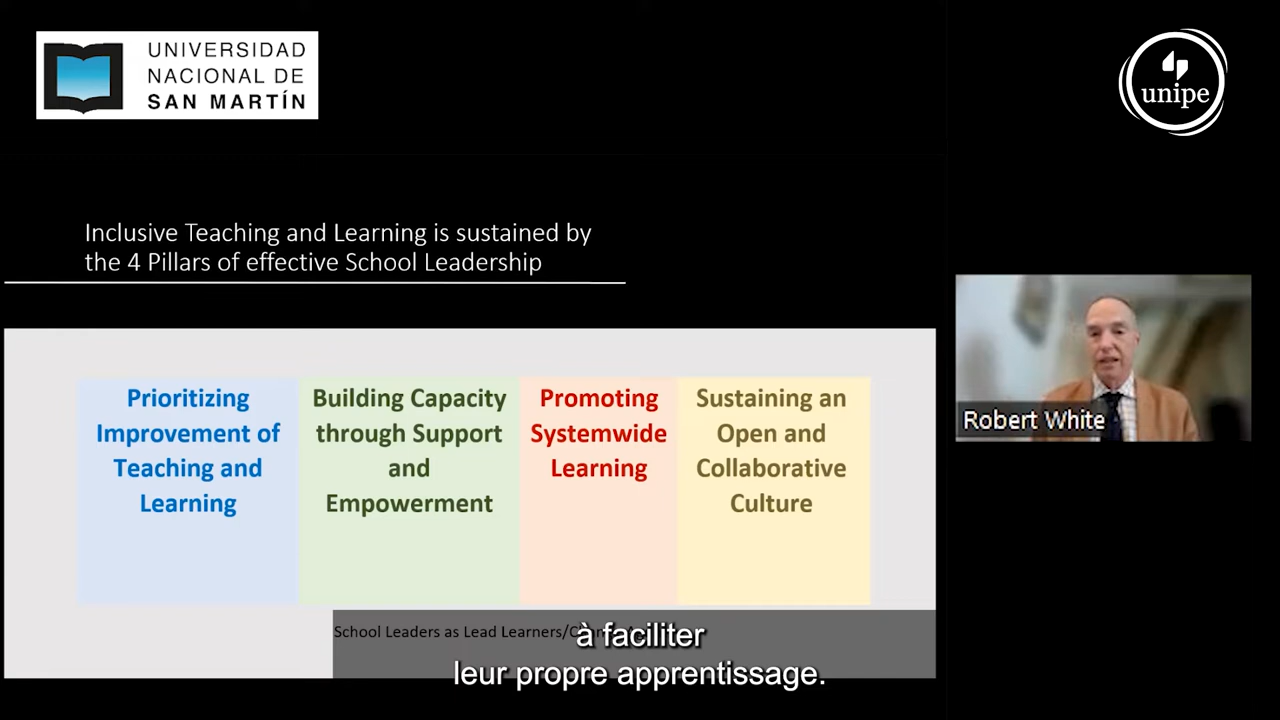 UNIVERSIDAD
NACIONAL DE
SAN MARTÍN
unipe
Inclusive Teaching and Learning is sustained by
the 4 Pillars of effective School Leadership
Prioritizing
Improvement of
Teaching and
Learning
Building Capacity
through Support
and
Empowerment
Promoting
Systemwide
Learning
Sustaining an
Open and
Collaborative
Culture
Robert White
School Leaders as Lead Learners/
à faciliter
leur propre apprentissage.